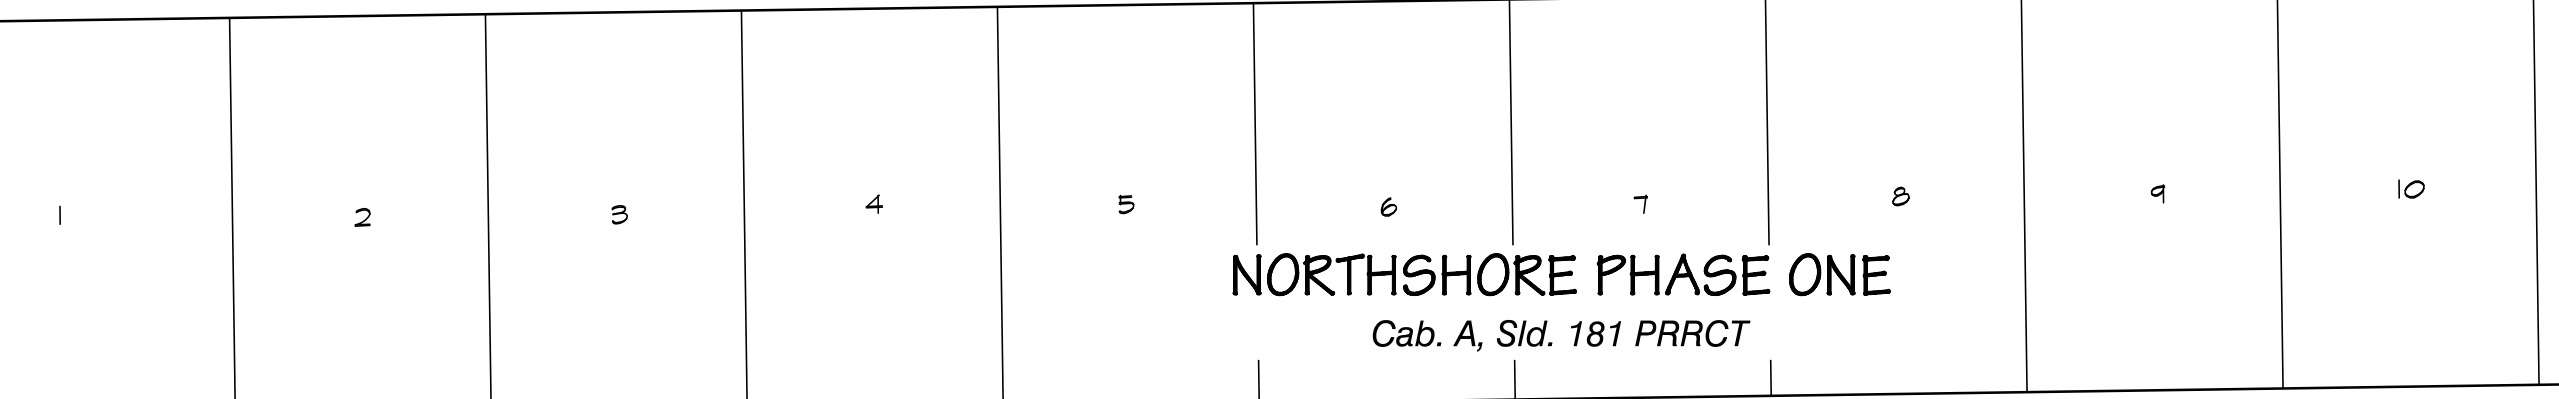 1 2 3 4 5 6 7 8 9 10
NORTHSHORE PHASE ONE
Cab. A, Sld. 181 PRRCT